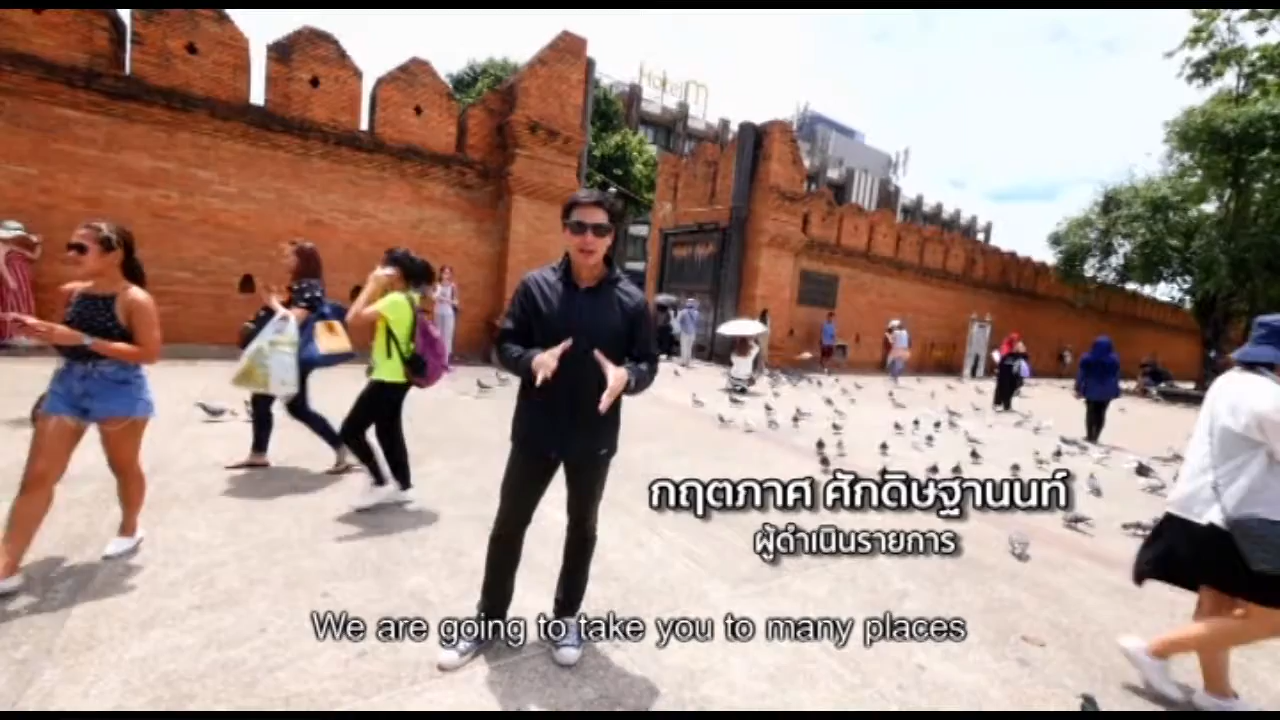 Hotel M
กฤตภาศ ศักดิษฐานนท์
ผู้ดำเนินรายการ
We are going to take you to many places